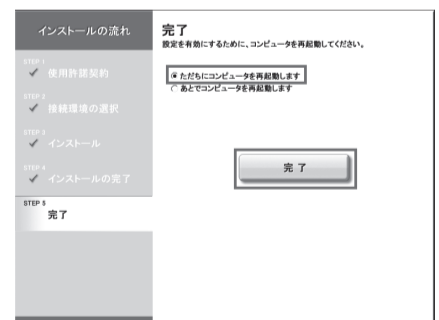 インストールの流れ
STEP 1
使用許諾契約
STEP 2
接続環境の選択
STEP 3
インストール
STEP 4
インストールの完了
STEP 5
完了
完了
設定を有効にするために、コンピュータを再起動してください。
ただちにコンピュータを再起動します
あとでコンピュータを再起動します
完了